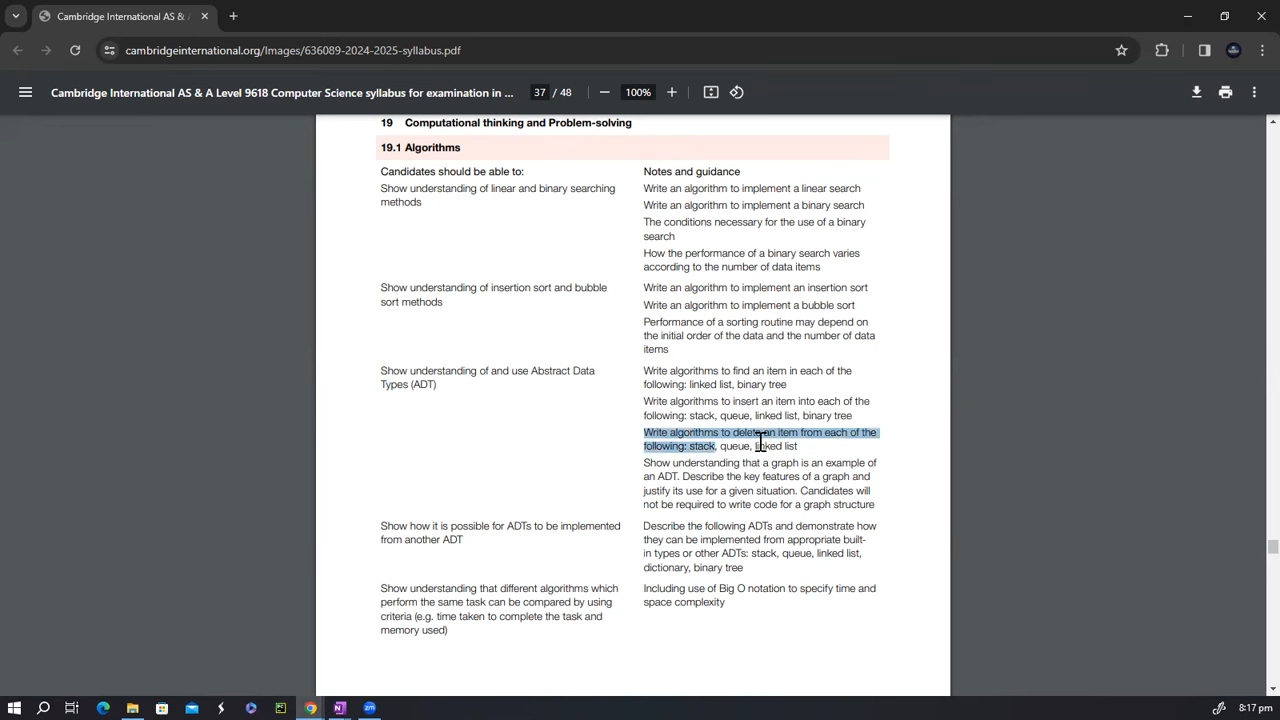 Cambridge International AS & A
cambridgeinternational.org/Images/636089-2024-2025-syllabus.pdf
Cambridge International AS & A Level 9618 Computer Science syllabus for examination in ...
37 / 48
100%
19 Computational thinking and Problem-solving
19.1 Algorithms
Candidates should be able to:
Notes and guidance
Show understanding of linear and binary searching
methods
Write an algorithm to implement a linear search
Write an algorithm to implement a binary search
The conditions necessary for the use of a binary
search
How the performance of a binary search varies
according to the number of data items
Show understanding of insertion sort and bubble
sort methods
Write an algorithm to implement an insertion sort
Write an algorithm to implement a bubble sort
Performance of a sorting routine may depend on
the initial order of the data and the number of data
items
Show understanding of and use Abstract Data
Types (ADT)
Write algorithms to find an item in each of the
following: linked list, binary tree
Write algorithms to insert an item into each of the
following: stack, queue, linked list, binary tree
Write algorithms to delete an item from each of the
following: stack, queue, linked list
Show understanding that a graph is an example of
an ADT. Describe the key features of a graph and
justify its use for a given situation. Candidates will
not be required to write code for a graph structure
Show how it is possible for ADTs to be implemented
from another ADT
Describe the following ADTs and demonstrate how
they can be implemented from appropriate built-
in types or other ADTs: stack, queue, linked list,
dictionary, binary tree
Show understanding that different algorithms which
perform the same task can be compared by using
criteria (e.g. time taken to complete the task and
memory used)
Including use of Big O notation to specify time and
space complexity
8:17 pm